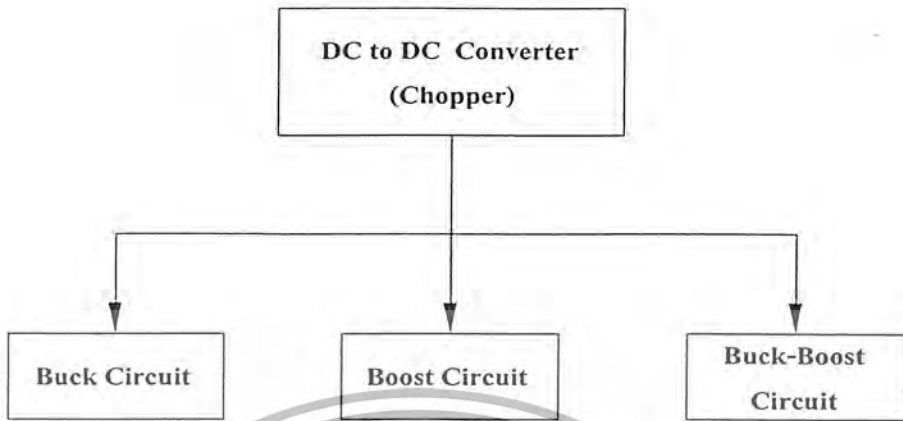 DC to DC Converter
(Chopper)
Buck Circuit
Boost Circuit
Buck-Boost
Circuit